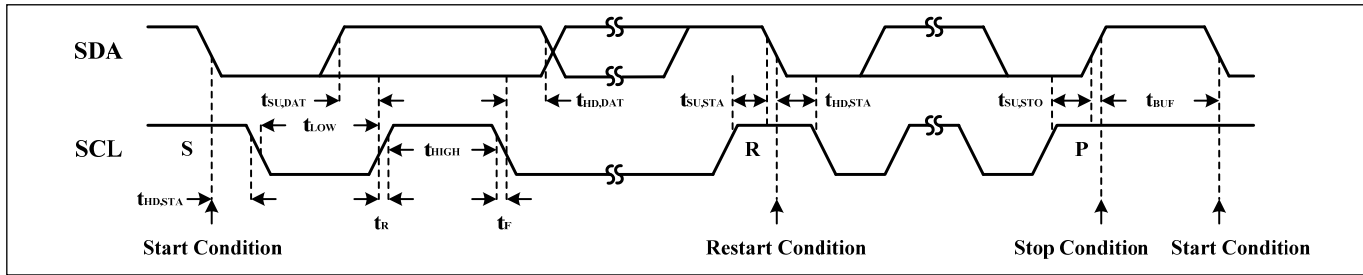 SDA
tSU,DAT
tHD,DAT
tSU,STA
tHD,STA
tSU,STO
tBUF
tLOW
SCL
S
tHIGH
R
P
tHD,STA
tR
tF
Start Condition
Restart Condition
Stop Condition
Start Condition